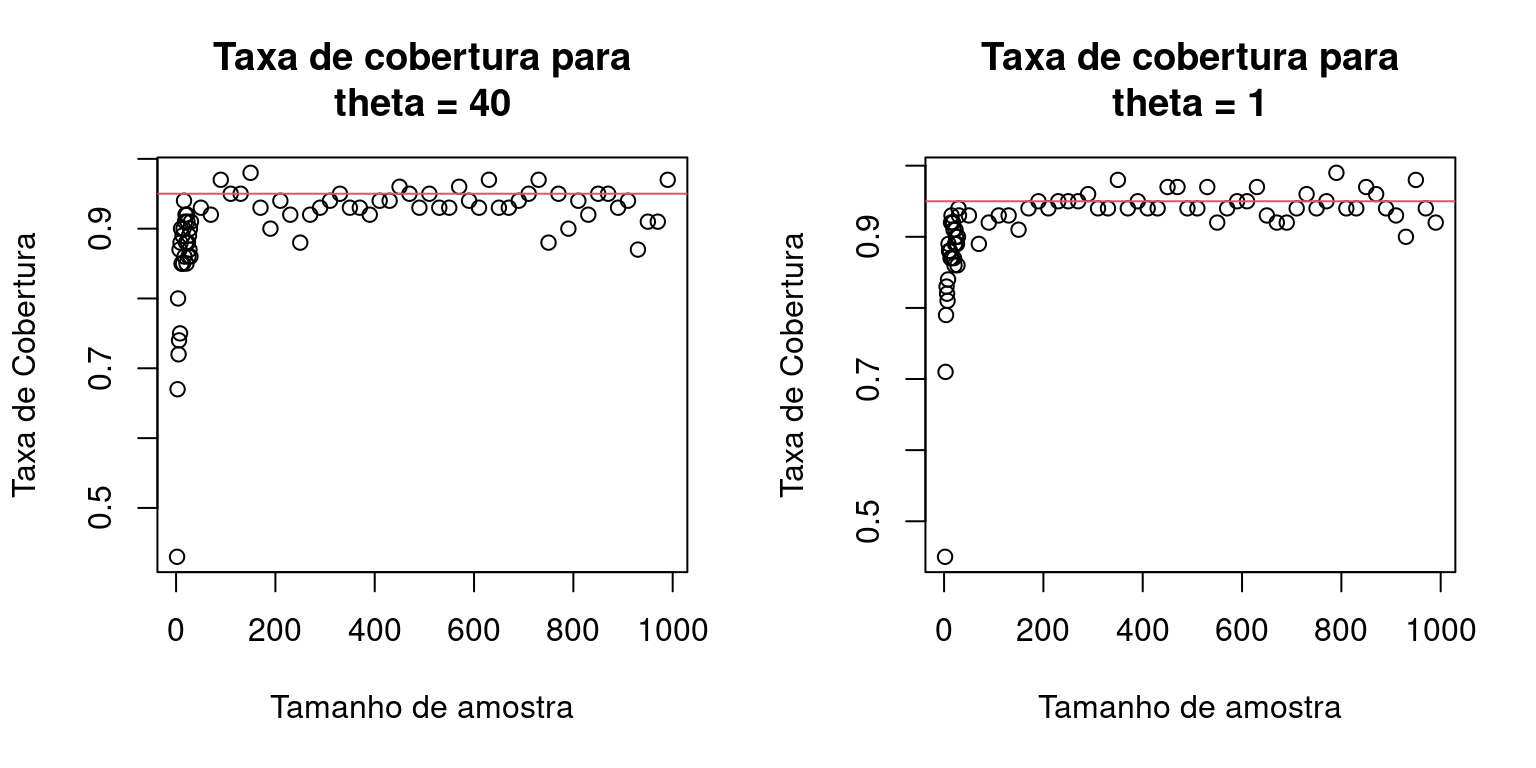 Taxa de cobertura para
theta = 40
Taxa de Cobertura
0.9
0.7
0.5
0 200 400 600 800 1000
Tamanho de amostra
Taxa de cobertura para
theta = 1
Taxa de Cobertura
0.9
0.7
0.5
0 200 400 600 800 1000
Tamanho de amostra